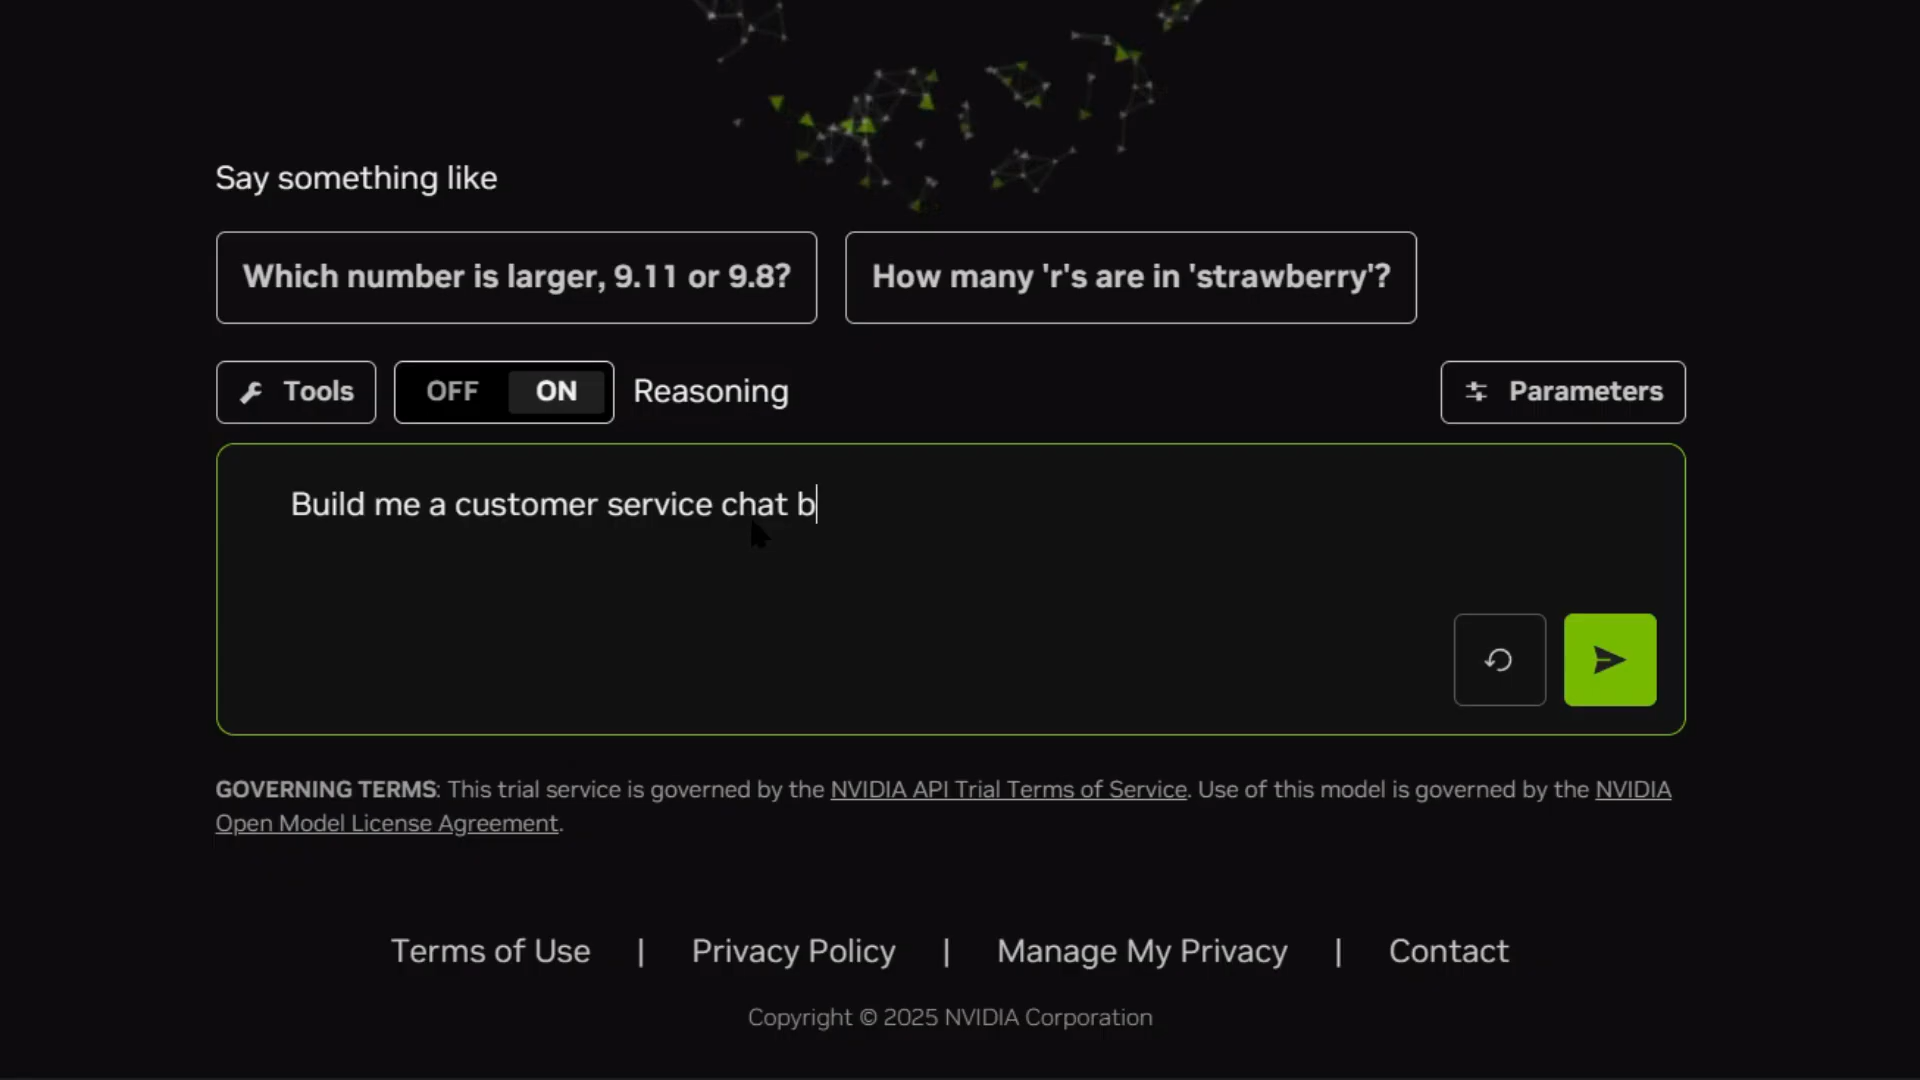 Say something like
Which number is larger, 9.11 or 9.8?
How many 'r's are in 'strawberry'?
Tools
OFF
ON
Reasoning
Parameters
Build me a customer service chat b
GOVERNING TERMS: This trial service is governed by the NVIDIA API Trial Terms of Service. Use of this model is governed by the NVIDIA
Open Model License Agreement.
Terms of Use | Privacy Policy | Manage My Privacy | Contact
Copyright © 2025 NVIDIA Corporation